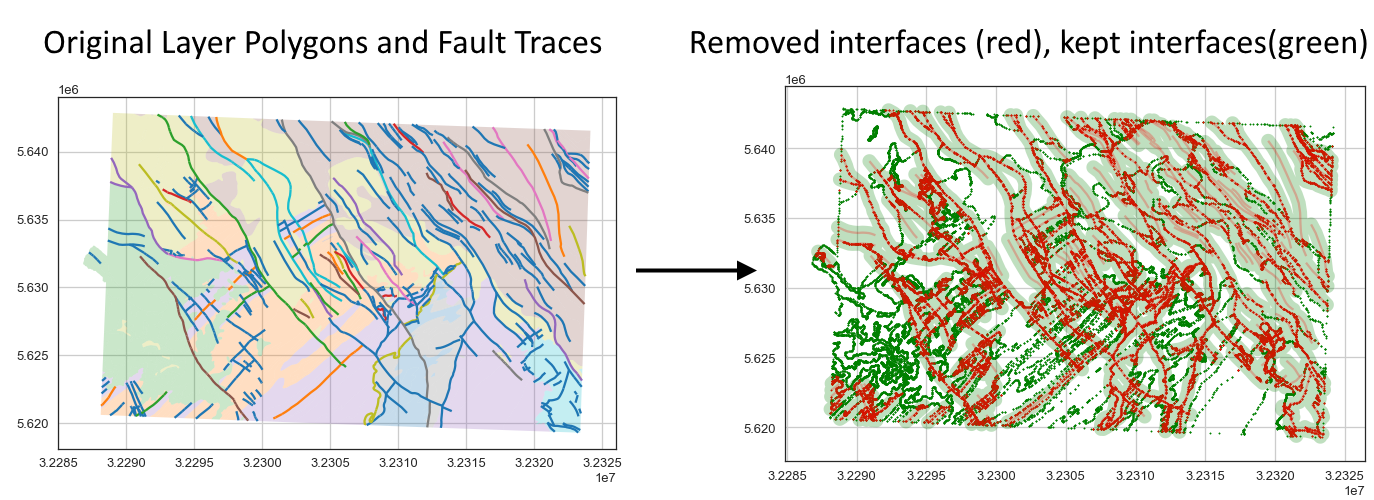 Original Layer Polygons and Fault Traces
Removed interfaces (red), kept interfaces(green)
1e6
5.640
5.635
5.630
5.625
5.620
3.2285 3.2290 3.2295 3.2300 3.2305 3.2310 3.2315 3.2320 3.2325
1e7
1e6
5.640
5.635
5.630
5.625
5.620
3.2285 3.2290 3.2295 3.2300 3.2305 3.2310 3.2315 3.2320 3.2325
1e7